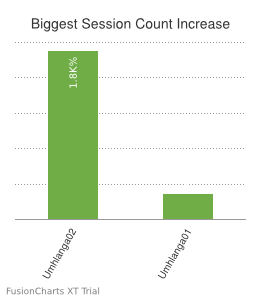 Biggest Session Count Increase
1.8K%
Umhlanga02
Umhlanga01
FusionCharts XT Trial